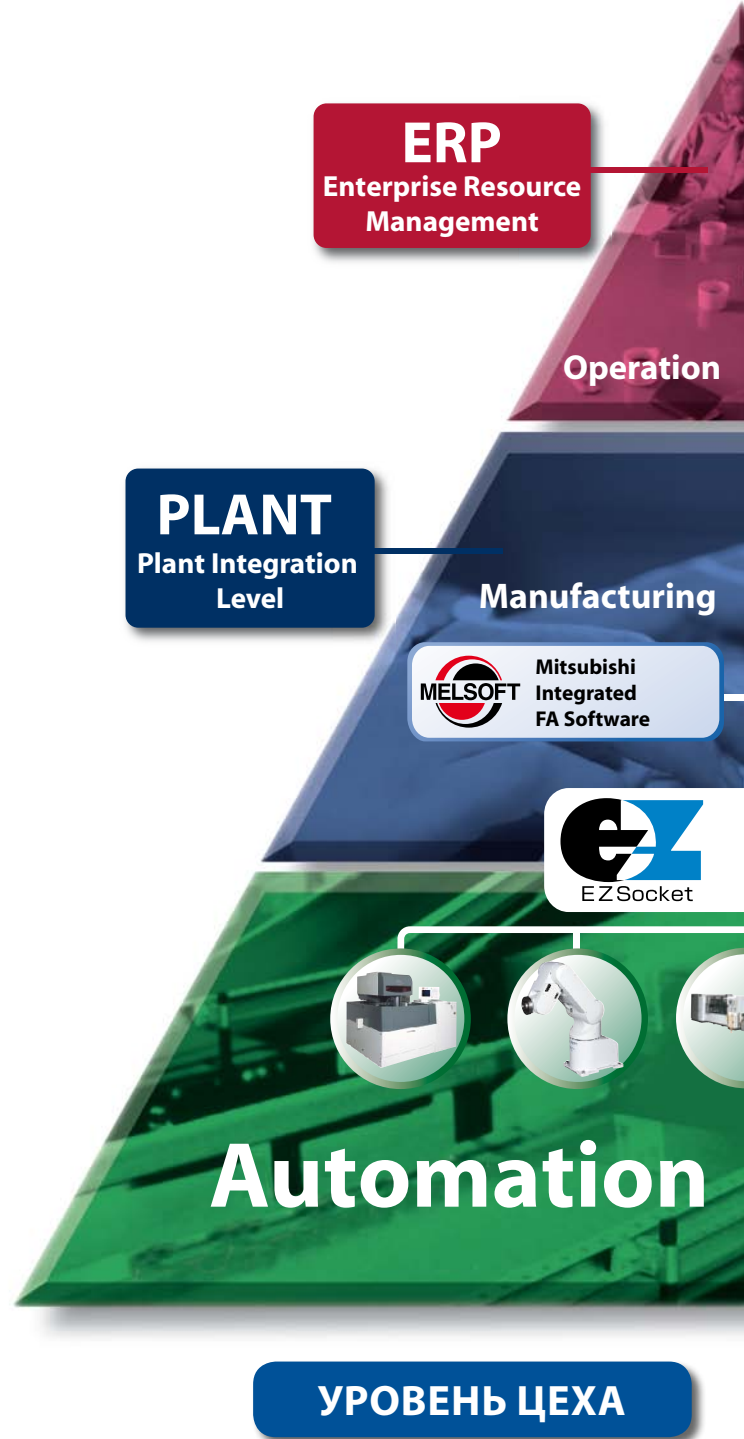 ERP
Enterprise Resource
Management
Operation
PLANT
Plant Integration
Level
Manufacturing
MELSOFT
Mitsubishi
Integrated
FA Software
eZ
EZSocket
Automation
УРОВЕНЬ ЦЕХА